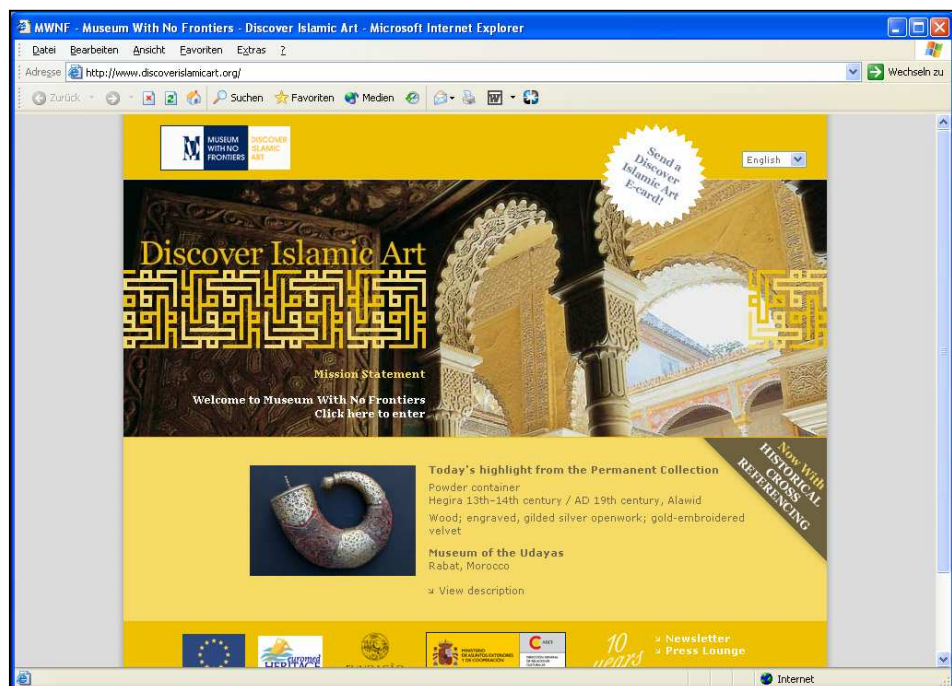 MWNF - Museum With No Frontiers - Discover Islamic Art - Microsoft Internet Explorer
Datei Bearbeiten Ansicht Favoriten Extras ?
Adresse http://www.discoverislamicart.org/ Wechseln zu
Zurück Suchen Favoriten Medien
MUSEUM
WITH NO
FRONTIERS
DISCOVER
ISLAMIC
ART
Send a
Discover
Islamic Art
E-card!
English
Discover Islamic Art
Mission Statement
Welcome to Museum With No Frontiers
Click here to enter
Now With
HISTORICAL
CROSS
REFERENCING
Today's highlight from the Permanent Collection
Powder container
Hegira 13th-14th century / AD 19th century, Alawid
Wood; engraved, gilded silver openwork; gold-embroidered
velvet
Museum of the Udayas
Rabat, Morocco
View description
euromed
HERITAGE
10
years
Newsletter
Press Lounge
Internet